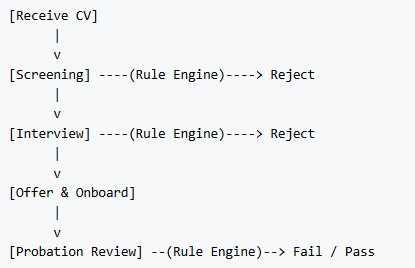 [Receive CV]
|
v
[Screening] ----(Rule Engine)----> Reject
|
v
[Interview] ----(Rule Engine)----> Reject
|
v
[Offer & Onboard]
|
v
[Probation Review] --(Rule Engine)--> Fail / Pass